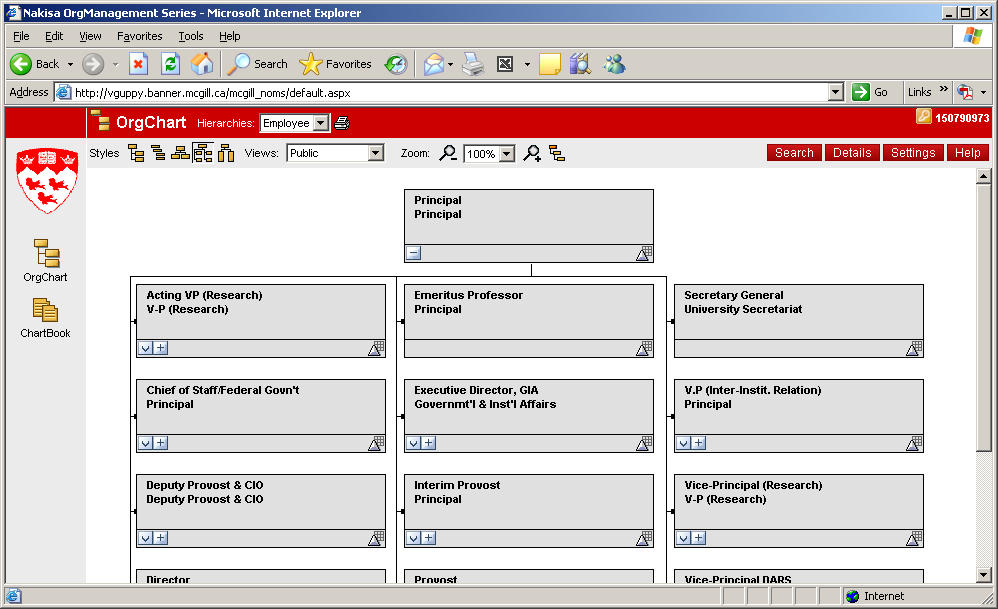 Nakisa OrgManagement Series - Microsoft Internet Explorer
File Edit View Favorites Tools Help
Back Search Favorites
Address http://vguppy.banner.mcgill.ca/mcgill_noms/default.aspx Go Links »
OrgChart Hierarchies: Employee 150790973
Styles Views: Public Zoom: 100% Search Details Settings Help
OrgChart
ChartBook
Principal
Principal
Acting VP (Research)
V-P (Research)
Emeritus Professor
Principal
Secretary General
University Secretariat
Chief of Staff/Federal Govn't
Principal
Executive Director, GIA
Governmt'l & Inst'l Affairs
V.P (Inter-Instit. Relation)
Principal
Deputy Provost & CIO
Deputy Provost & CIO
Interim Provost
Principal
Vice-Principal (Research)
V-P (Research)
Director
Provost
Vice-Principal DARS
Internet